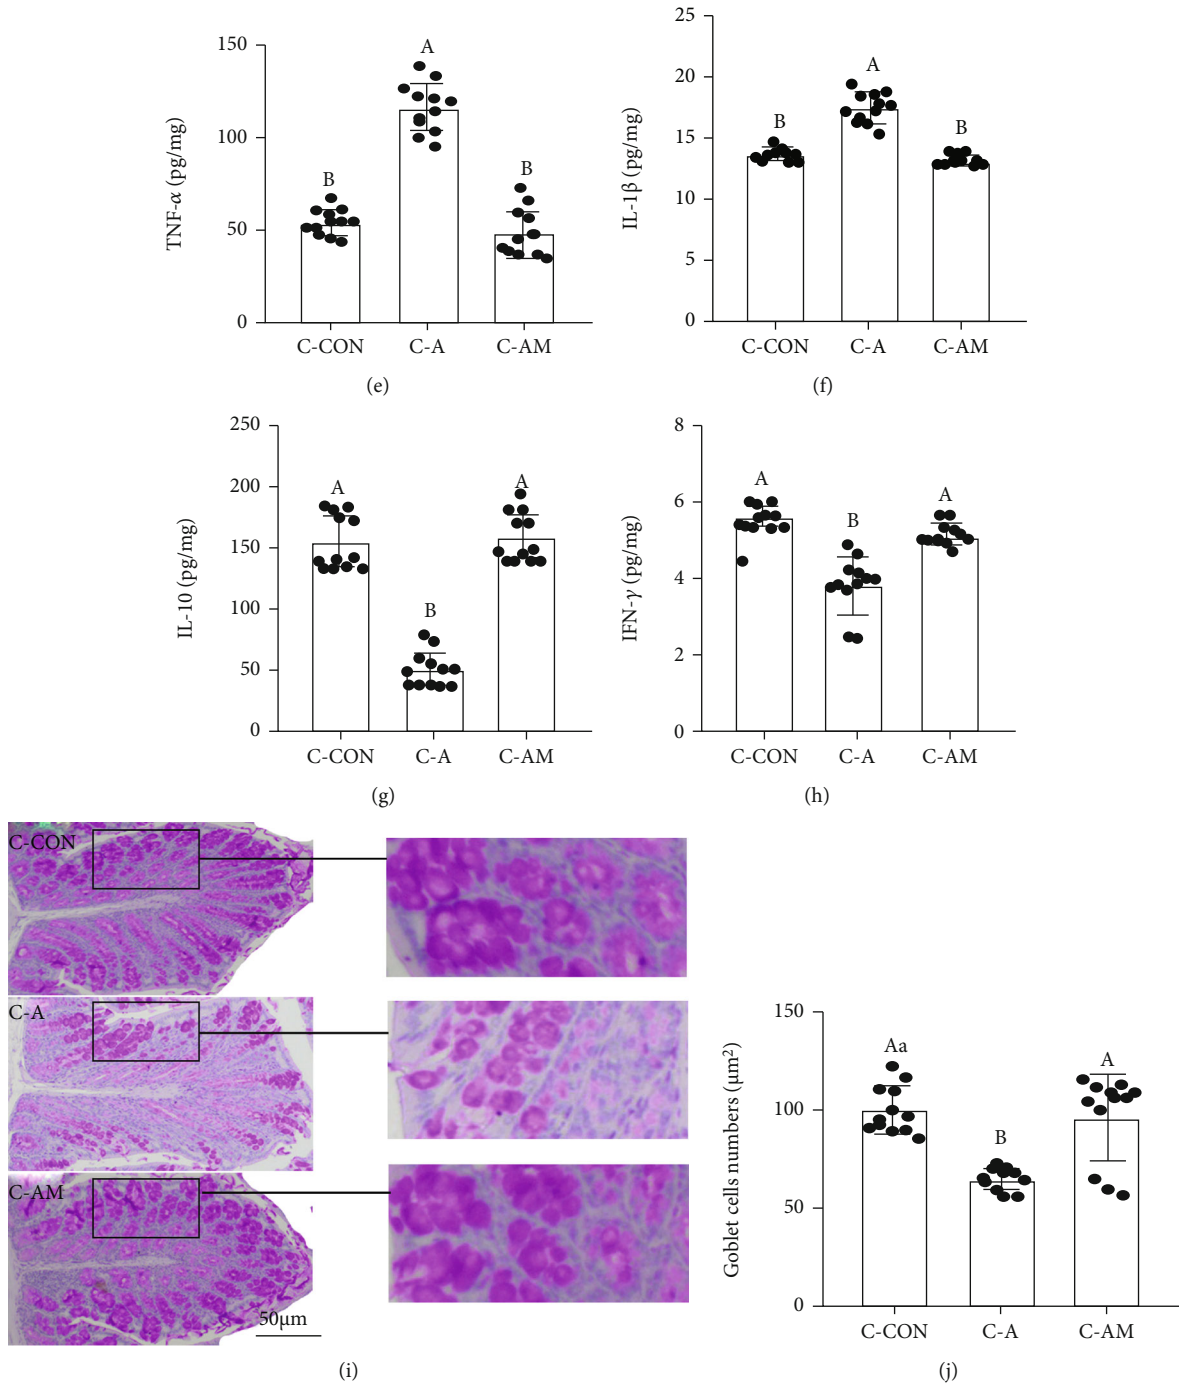 TNF-α (pg/mg)
150
100
50
0
B
A
B
C-CON
C-A
C-AM
(e)
IL-1β (pg/mg)
25
20
15
10
5
0
B
A
B
C-CON
C-A
C-AM
(f)
IL-10 (pg/mg)
250
200
150
100
50
0
A
B
A
C-CON
C-A
C-AM
(g)
IFN-γ (pg/mg)
8
6
4
2
0
A
B
A
C-CON
C-A
C-AM
(h)
C-CON
C-A
C-AM
50μm
(i)
Goblet cells numbers (μm²)
150
100
50
0
Aa
B
A
C-CON
C-A
C-AM
(j)